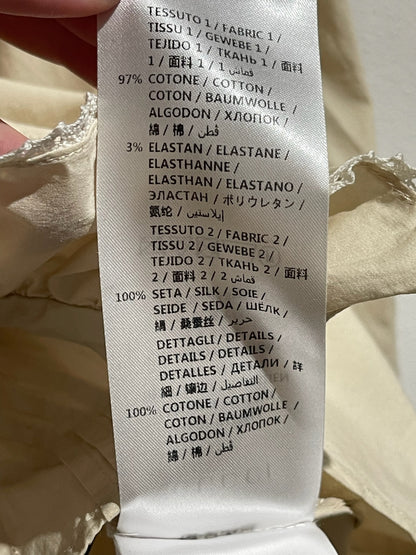 TESSUTO 1 / FABRIC 1 /
TISSU 1 / GEWEBE 1 /
TEJIDO 1 / ТКАНЬ 1 / 面料
1 / 面料 1 / قماش 1
97% COTONE / COTTON /
COTON / BAUMWOLLE /
ALGODON / ХЛОПОК /
綿 / 棉 / قُطن
3% ELASTAN / ELASTANE /
ELASTHANNE /
ELASTHAN / ELASTANO /
ЭЛАСТАН / ポリウレタン /
氨纶 / إيلاستين
TESSUTO 2 / FABRIC 2 /
TISSU 2 / GEWEBE 2 /
TEJIDO 2 / ТКАНЬ 2 / 面料
2 / 面料 2 / قماش 2
100% SETA / SILK / SOIE /
SEIDE / SEDA / ШЁЛК /
絹 / 桑蚕丝 / حرير
DETTAGLI / DETAILS /
DETAILS / DETAILS /
DETALLES / ДЕТАЛИ / 詳
細 / 镶边 / التفاصيل
100% COTONE / COTTON /
COTON / BAUMWOLLE /
ALGODON / ХЛОПОК /
綿 / 棉 / قُطن